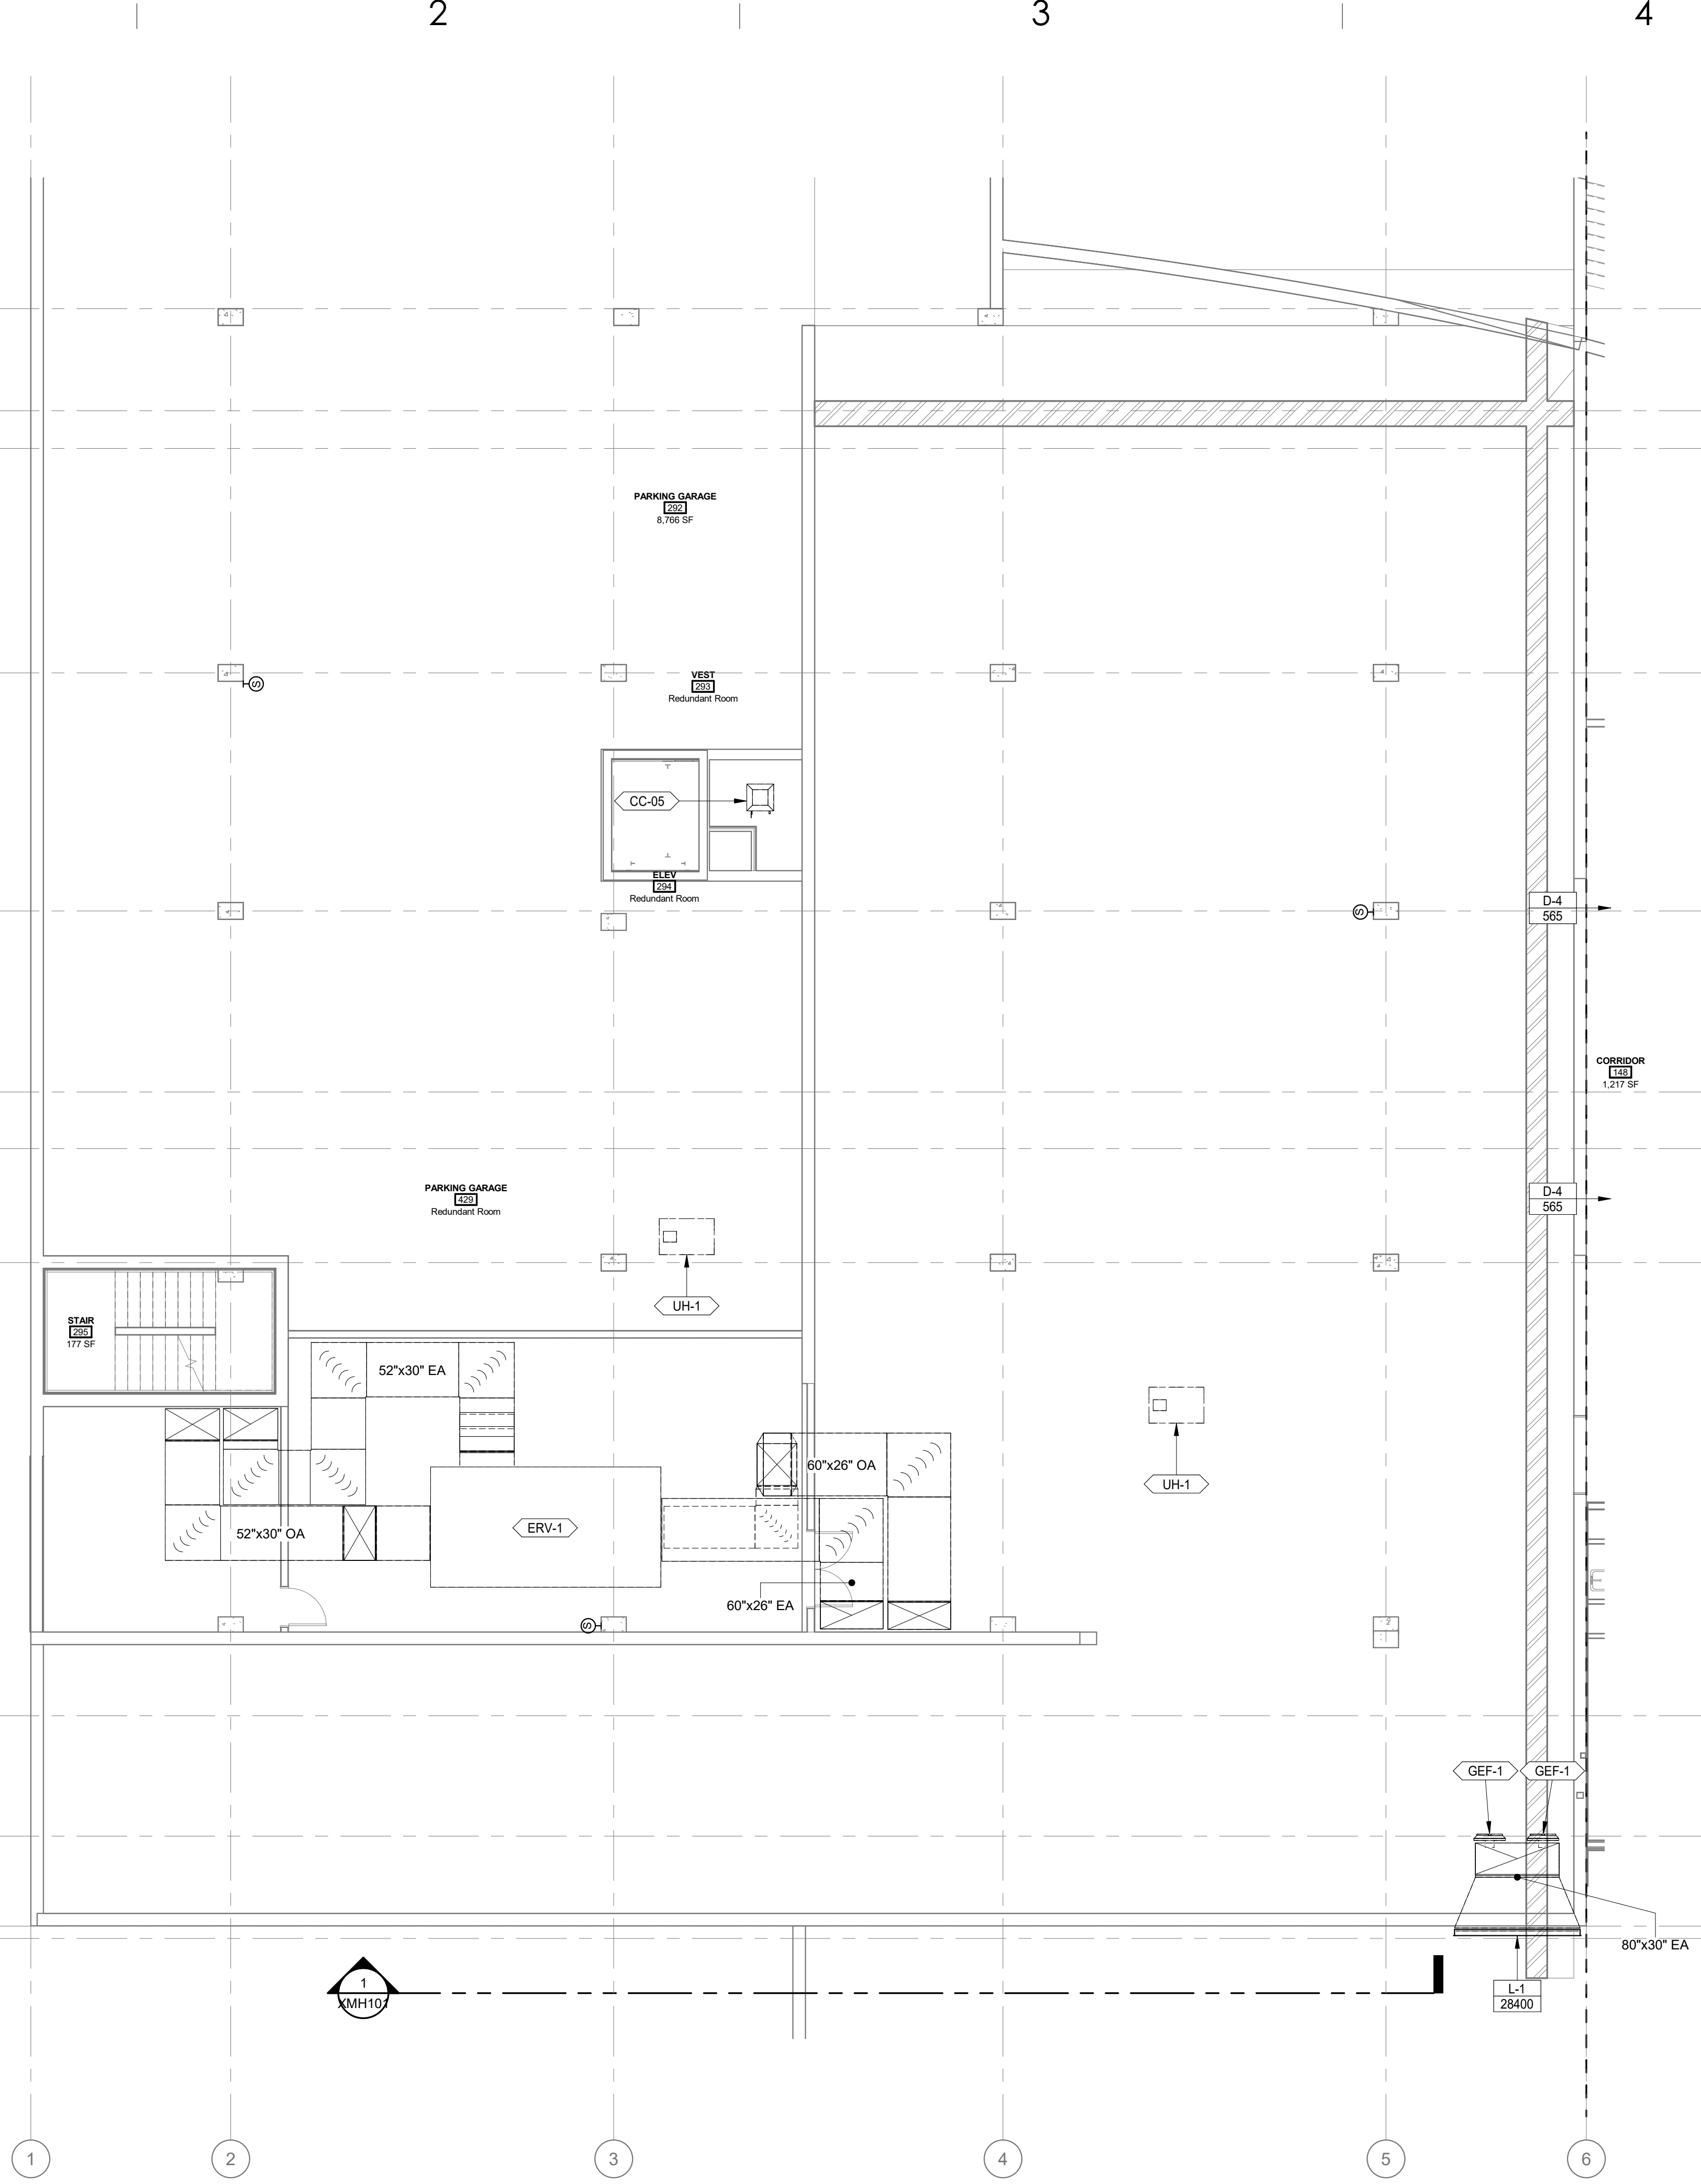 2
3
4
PARKING GARAGE
292
8,766 SF
VEST
293
Redundant Room
S
CC-05
ELEV
294
Redundant Room
S
D-4
565
CORRIDOR
148
1,217 SF
PARKING GARAGE
429
Redundant Room
D-4
565
UH-1
STAIR
295
177 SF
52"x30" EA
60"x26" OA
UH-1
52"x30" OA
ERV-1
60"x26" EA
S
GEF-1
GEF-1
80"x30" EA
1
XMH101
L-1
28400
1
2
3
4
5
6